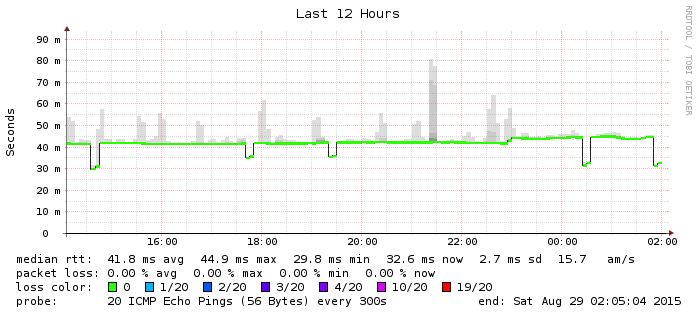 Last 12 Hours
RRDTOOL / TOBI OETIKER
Seconds
90 m
80 m
70 m
60 m
50 m
40 m
30 m
20 m
10 m
0
16:00 18:00 20:00 22:00 00:00 02:00
median rtt: 41.8 ms avg 44.9 ms max 29.8 ms min 32.6 ms now 2.7 ms sd 15.7 am/s
packet loss: 0.00 % avg 0.00 % max 0.00 % min 0.00 % now
loss color: 0 1/20 2/20 3/20 4/20 10/20 19/20
probe: 20 ICMP Echo Pings (56 Bytes) every 300s end: Sat Aug 29 02:05:04 2015